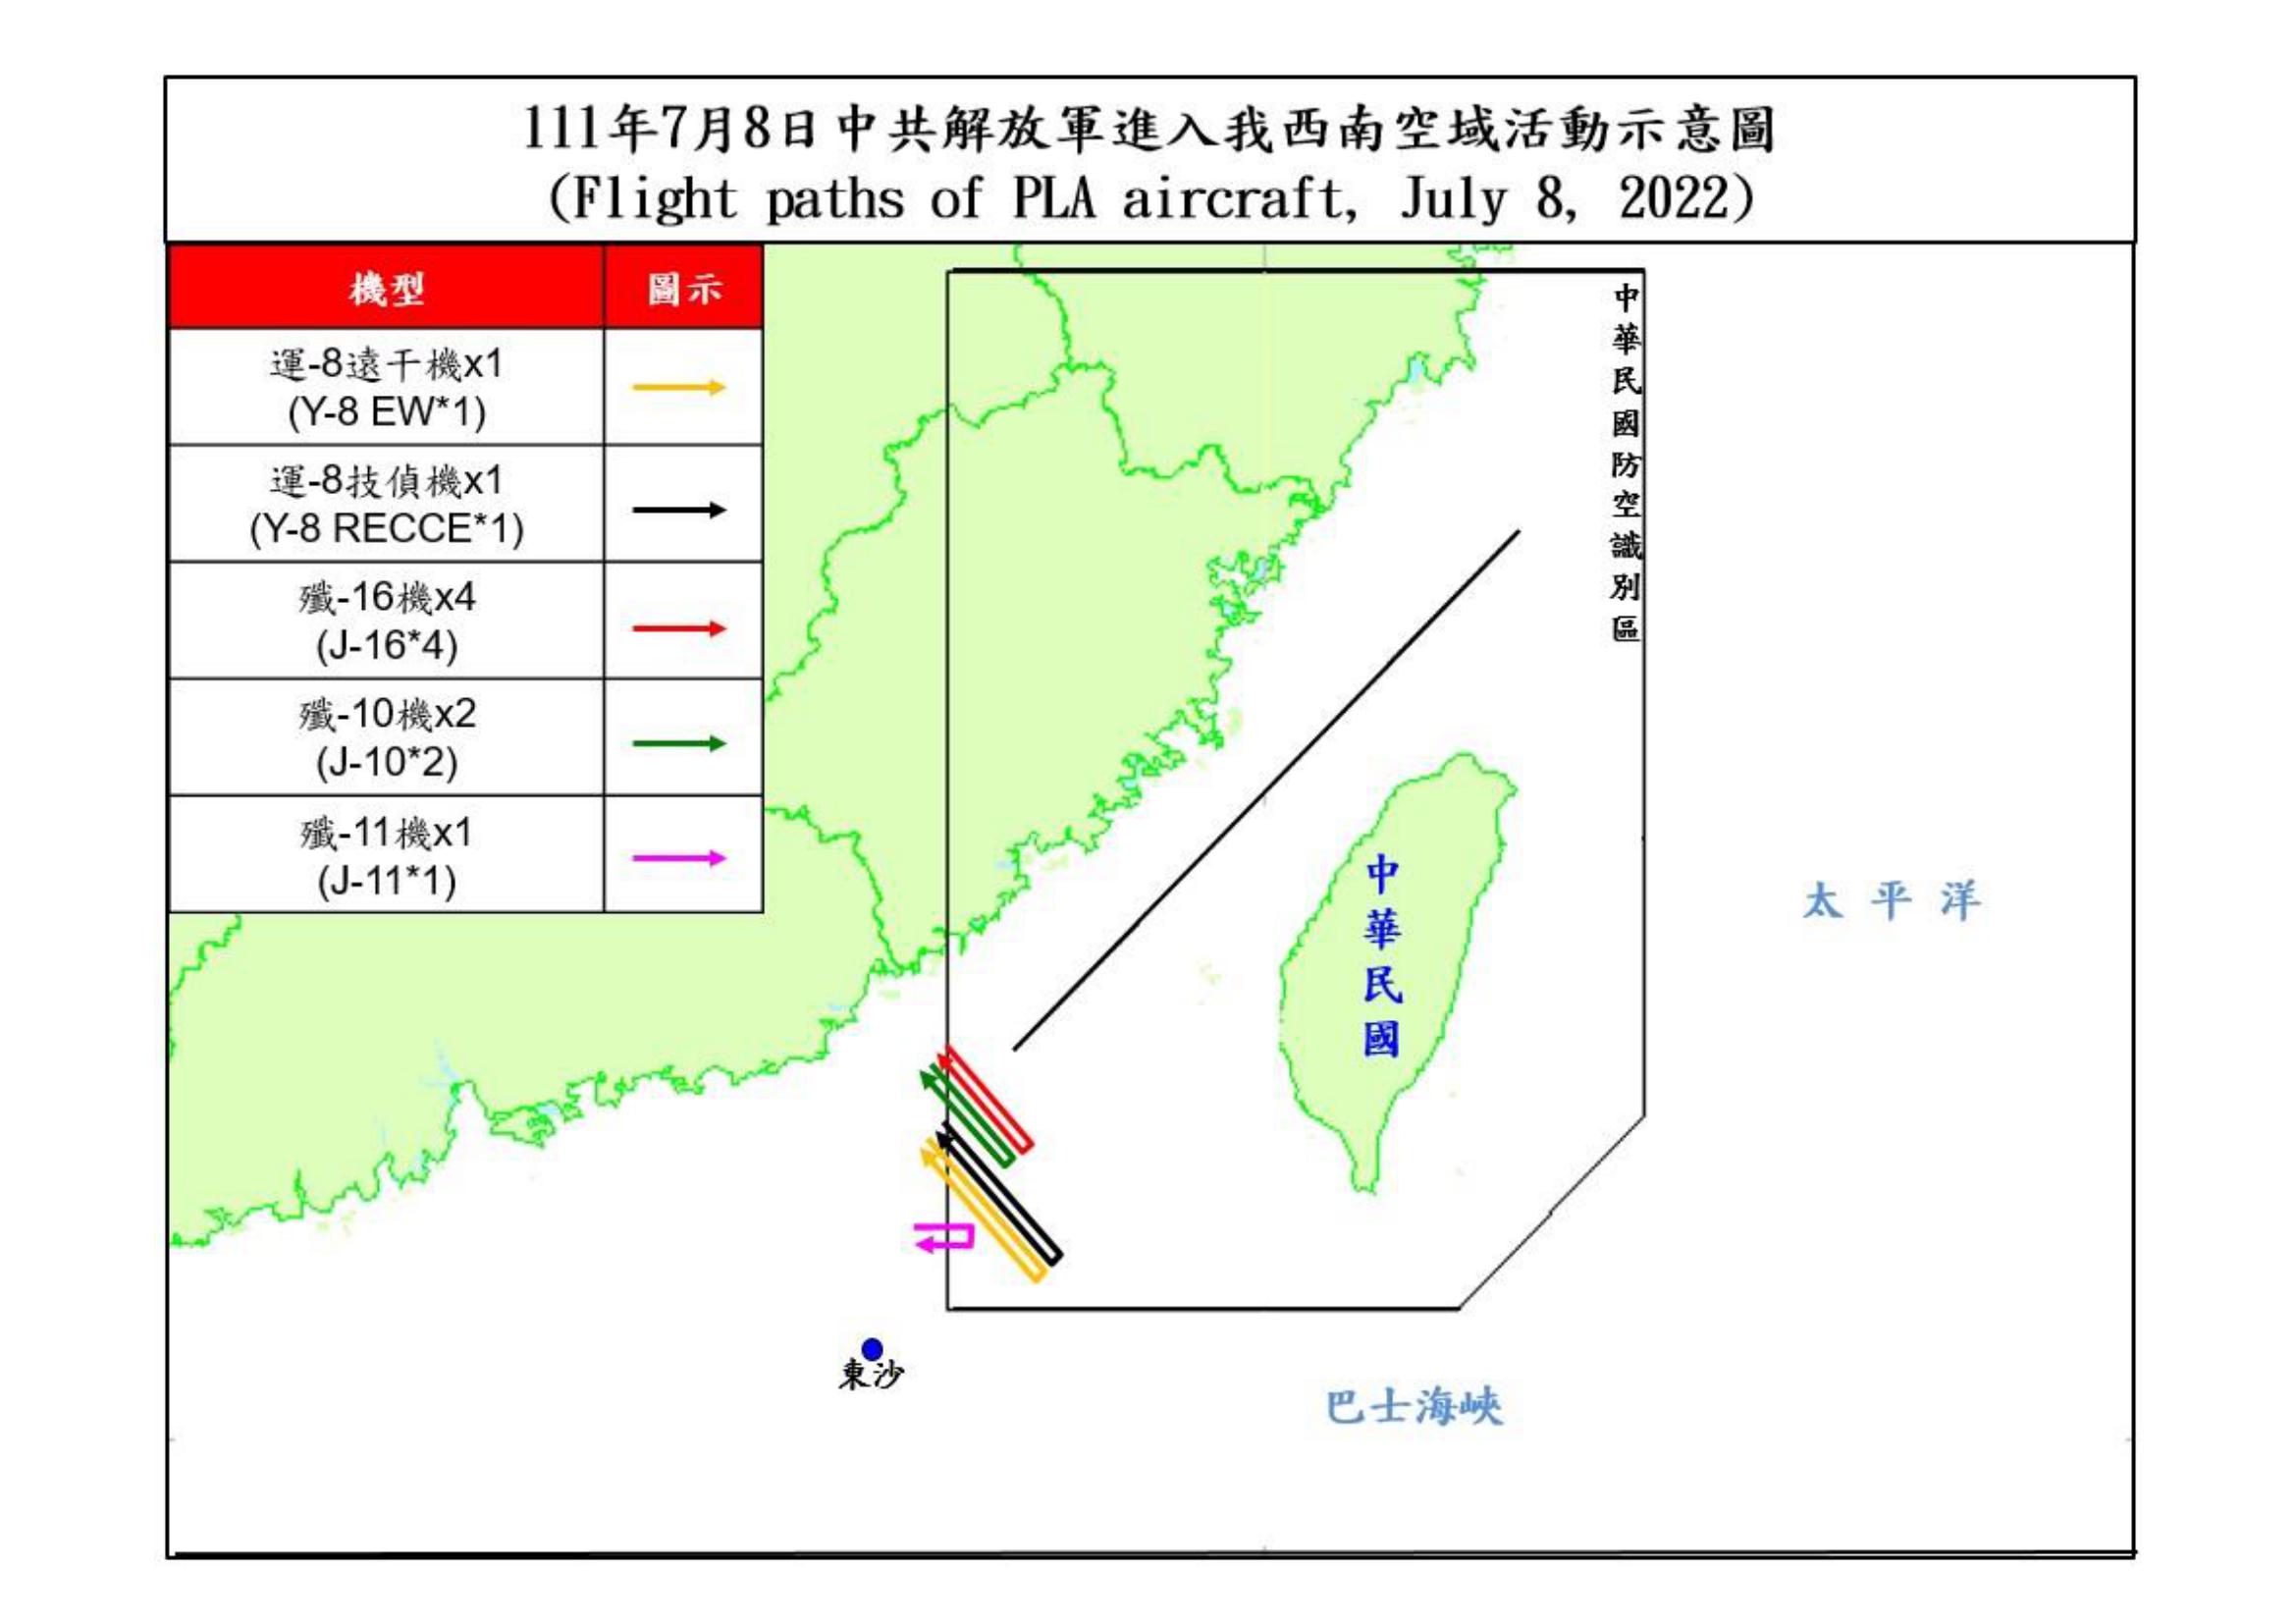 111年7月8日中共解放軍進入我西南空域活動示意圖
(Flight paths of PLA aircraft, July 8, 2022)
機型 圖示
運-8遠干機x1
(Y-8 EW*1)
運-8技偵機x1
(Y-8 RECCE*1)
殲-16機x4
(J-16*4)
殲-10機x2
(J-10*2)
殲-11機x1
(J-11*1)
中華民國防空識別區
中華民國
太平洋
東沙
巴士海峽